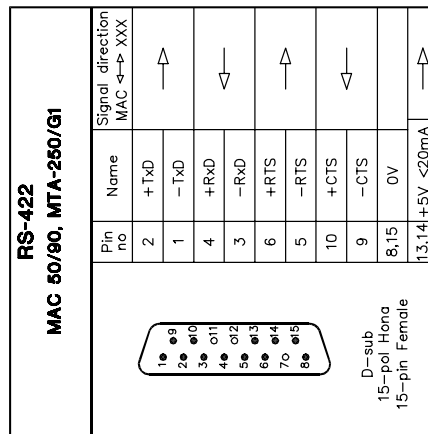 RS-422
MAC 50/90, MTA-250/G1
Pin no Name Signal direction MAC <-> XXX
2 +TxD
1 -TxD
4 +RxD
3 -RxD
6 +RTS
5 -RTS
10 +CTS
9 -CTS
8,15 0V
13,14 +5V <20mA
1
2
3
4
5
6
7
8
9
10
11
12
13
14
15
D-sub
15-pol Hona
15-pin Female